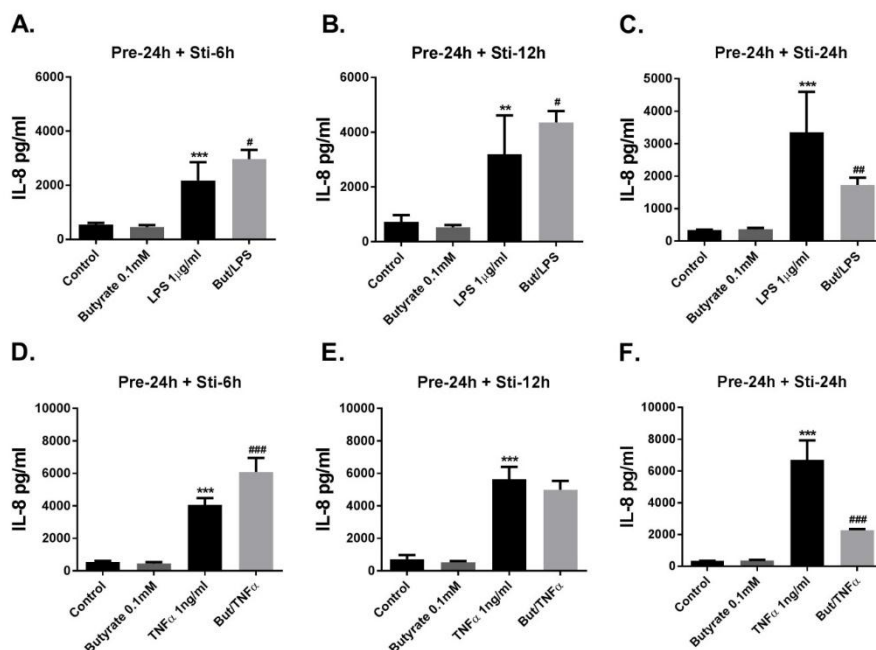 A.
Pre-24h + Sti-6h
IL-8 pg/ml
6000
4000
2000
0
***
#
Control
Butyrate 0.1mM
LPS 1µg/ml
But/LPS
B.
Pre-24h + Sti-12h
IL-8 pg/ml
6000
4000
2000
0
**
#
Control
Butyrate 0.1mM
LPS 1µg/ml
But/LPS
C.
Pre-24h + Sti-24h
IL-8 pg/ml
5000
4000
3000
2000
1000
0
***
##
Control
Butyrate 0.1mM
LPS 1µg/ml
But/LPS
D.
Pre-24h + Sti-6h
IL-8 pg/ml
10000
8000
6000
4000
2000
0
***
###
Control
Butyrate 0.1mM
TNFα 1ng/ml
But/TNFα
E.
Pre-24h + Sti-12h
IL-8 pg/ml
10000
8000
6000
4000
2000
0
***
Control
Butyrate 0.1mM
TNFα 1ng/ml
But/TNFα
F.
Pre-24h + Sti-24h
IL-8 pg/ml
10000
8000
6000
4000
2000
0
***
###
Control
Butyrate 0.1mM
TNFα 1ng/ml
But/TNFα